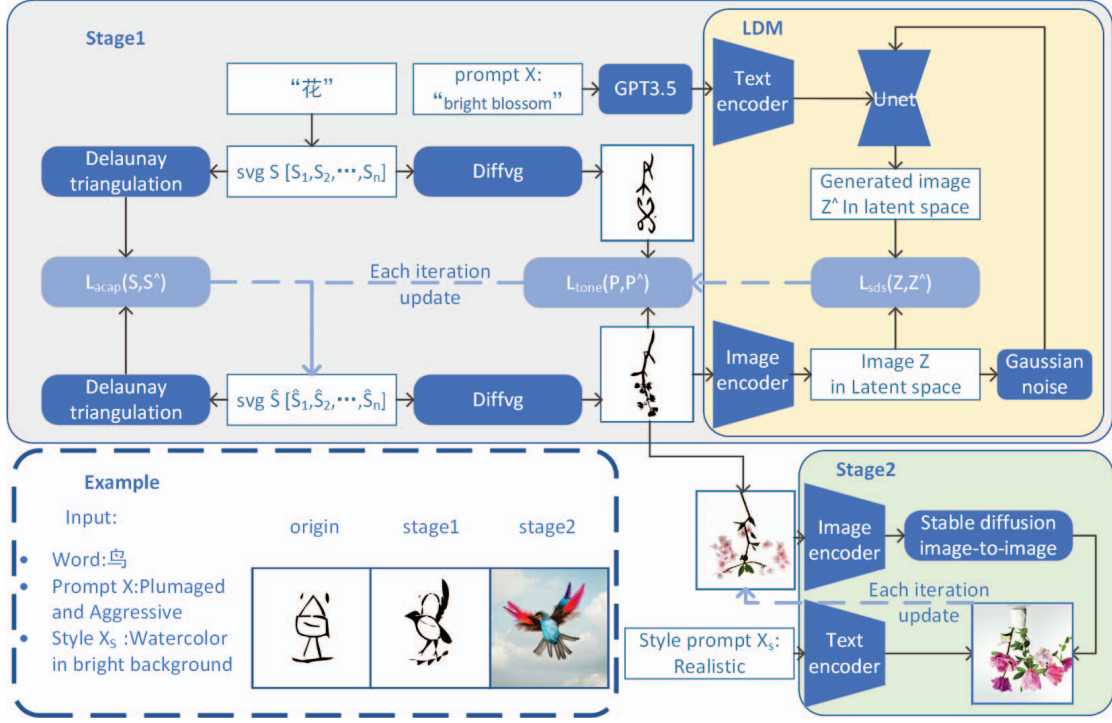 Stage1
LDM
“花”
prompt X:
“bright blossom”
GPT3.5
Text
encoder
Unet
Delaunay
triangulation
svg S [S₁,S₂,⋯,Sₙ]
Diffvg
Generated image
Z^ In latent space
Lacap(S,S^)
Each iteration
update
Ltone(P,P^)
Lsds(Z,Z^)
Delaunay
triangulation
svg Ŝ [Ŝ₁,Ŝ₂,⋯,Ŝₙ]
Diffvg
Image
encoder
Image Z
in Latent space
Gaussian
noise
Example
Input:
• Word:鸟
• Prompt X:Plumaged
and Aggressive
• Style Xs :Watercolor
in bright background
origin
stage1
stage2
Stage2
Image
encoder
Stable diffusion
image-to-image
Each iteration
update
Style prompt Xs:
Realistic
Text
encoder